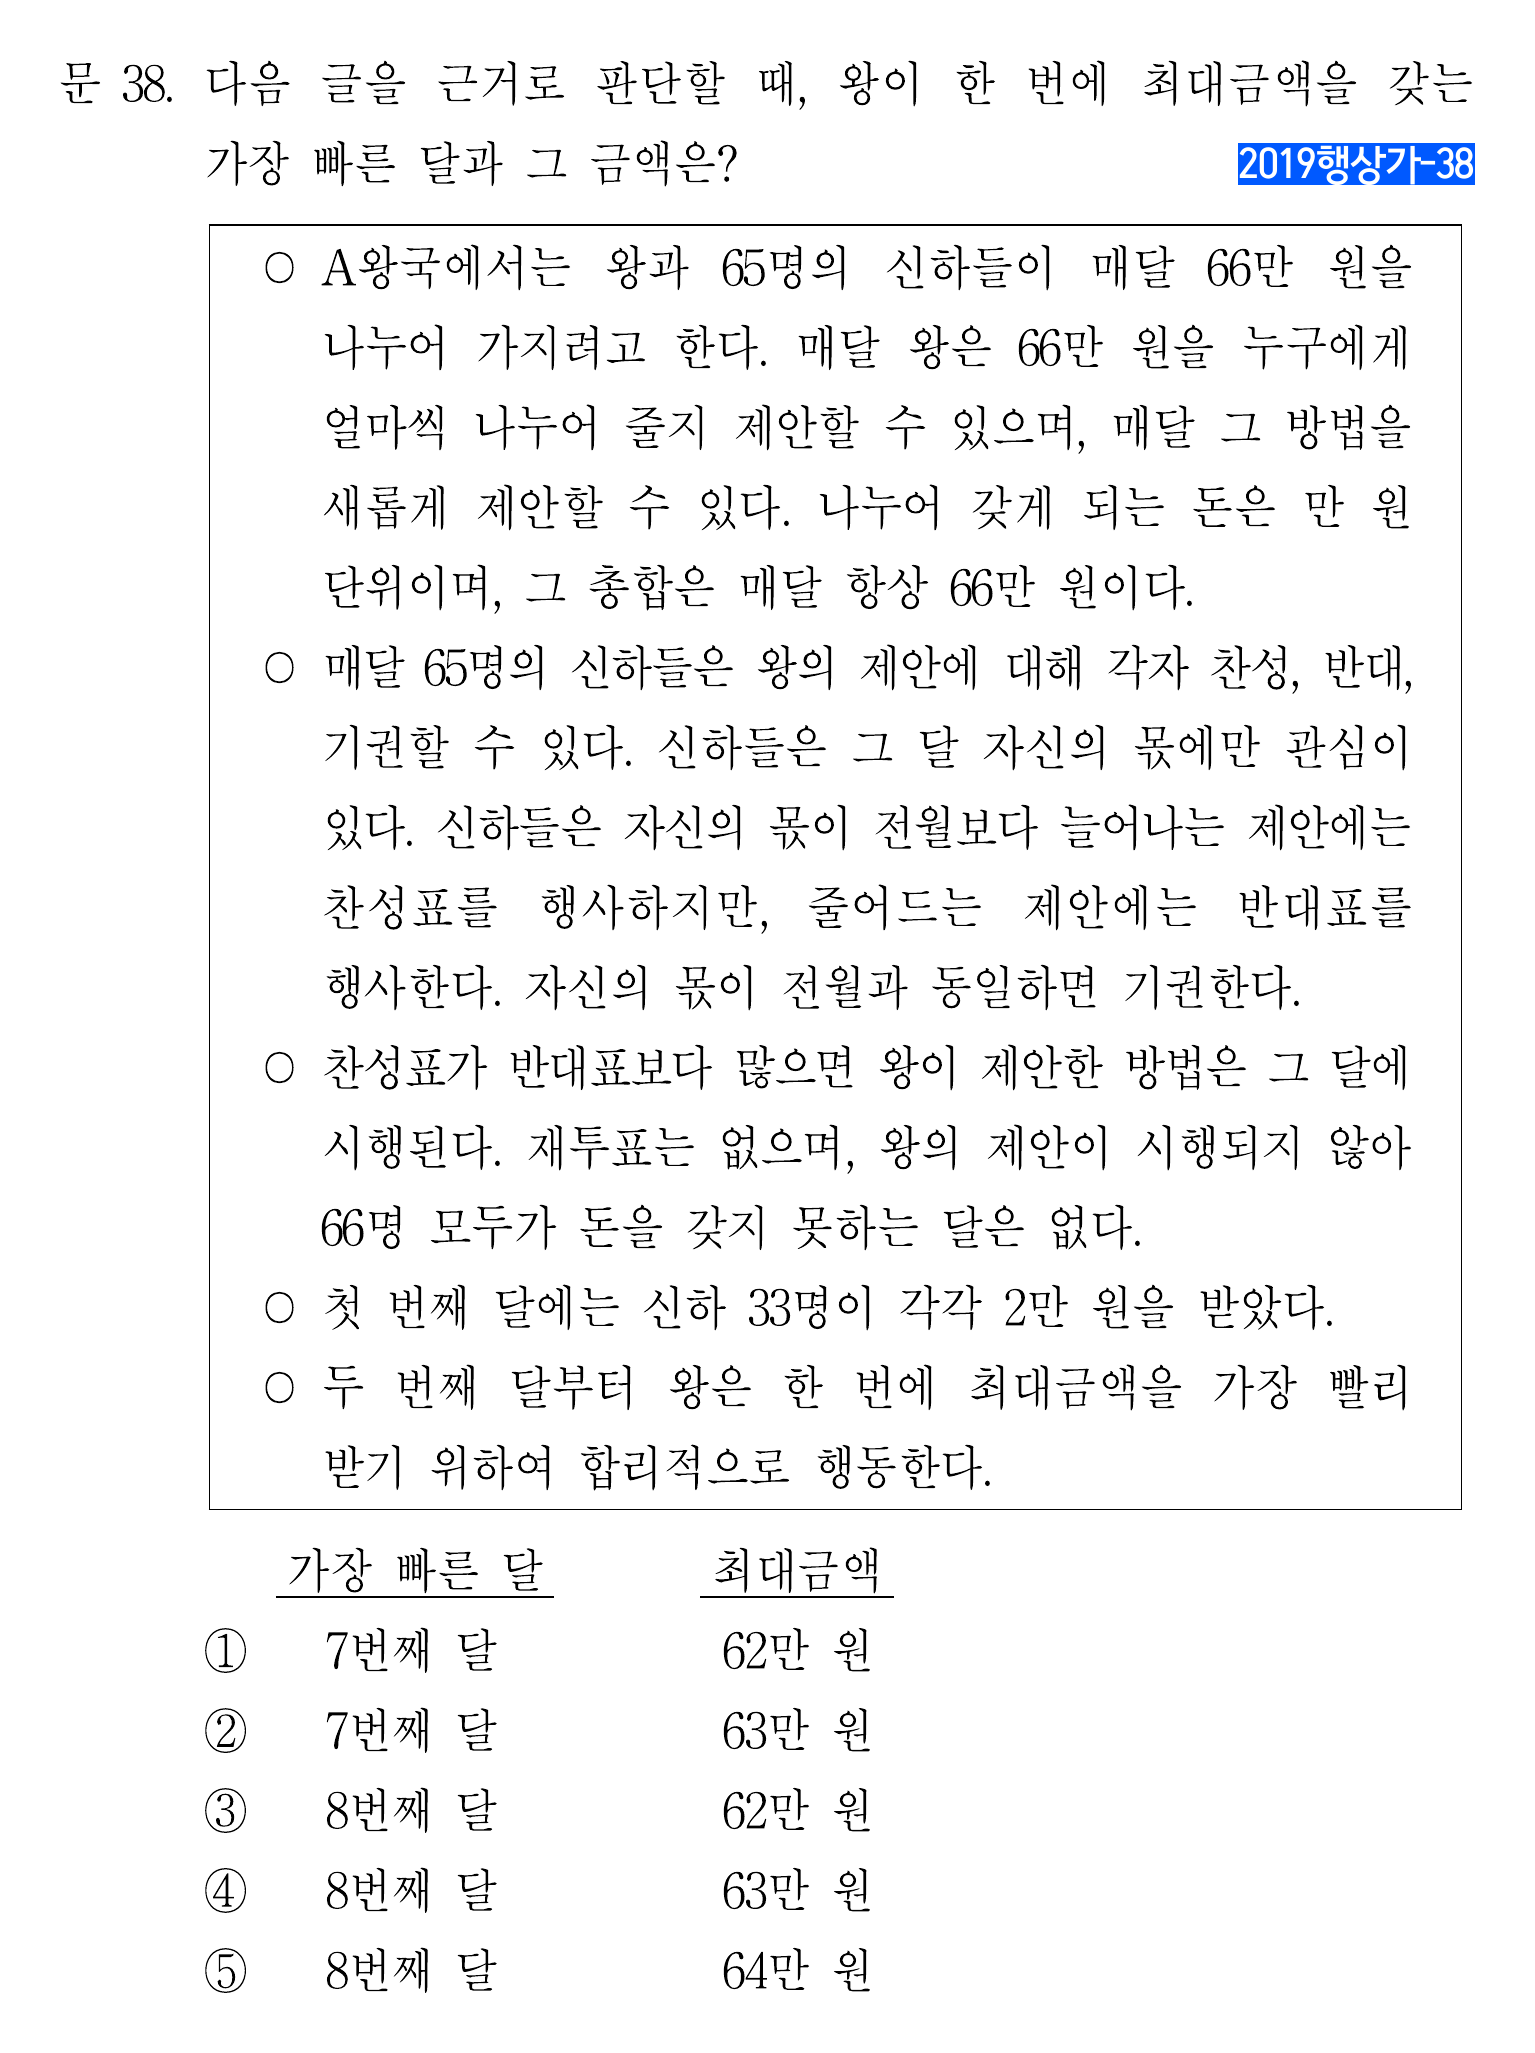 문 38. 다음 글을 근거로 판단할 때, 왕이 한 번에 최대금액을 갖는
가장 빠른 달과 그 금액은?
2019행상가-38
○ A왕국에서는 왕과 65명의 신하들이 매달 66만 원을
나누어 가지려고 한다. 매달 왕은 66만 원을 누구에게
얼마씩 나누어 줄지 제안할 수 있으며, 매달 그 방법을
새롭게 제안할 수 있다. 나누어 갖게 되는 돈은 만 원
단위이며, 그 총합은 매달 항상 66만 원이다.
○ 매달 65명의 신하들은 왕의 제안에 대해 각자 찬성, 반대,
기권할 수 있다. 신하들은 그 달 자신의 몫에만 관심이
있다. 신하들은 자신의 몫이 전월보다 늘어나는 제안에는
찬성표를 행사하지만, 줄어드는 제안에는 반대표를
행사한다. 자신의 몫이 전월과 동일하면 기권한다.
○ 찬성표가 반대표보다 많으면 왕이 제안한 방법은 그 달에
시행된다. 재투표는 없으며, 왕의 제안이 시행되지 않아
66명 모두가 돈을 갖지 못하는 달은 없다.
○ 첫 번째 달에는 신하 33명이 각각 2만 원을 받았다.
○ 두 번째 달부터 왕은 한 번에 최대금액을 가장 빨리
받기 위하여 합리적으로 행동한다.
가장 빠른 달 최대금액
① 7번째 달 62만 원
② 7번째 달 63만 원
③ 8번째 달 62만 원
④ 8번째 달 63만 원
⑤ 8번째 달 64만 원